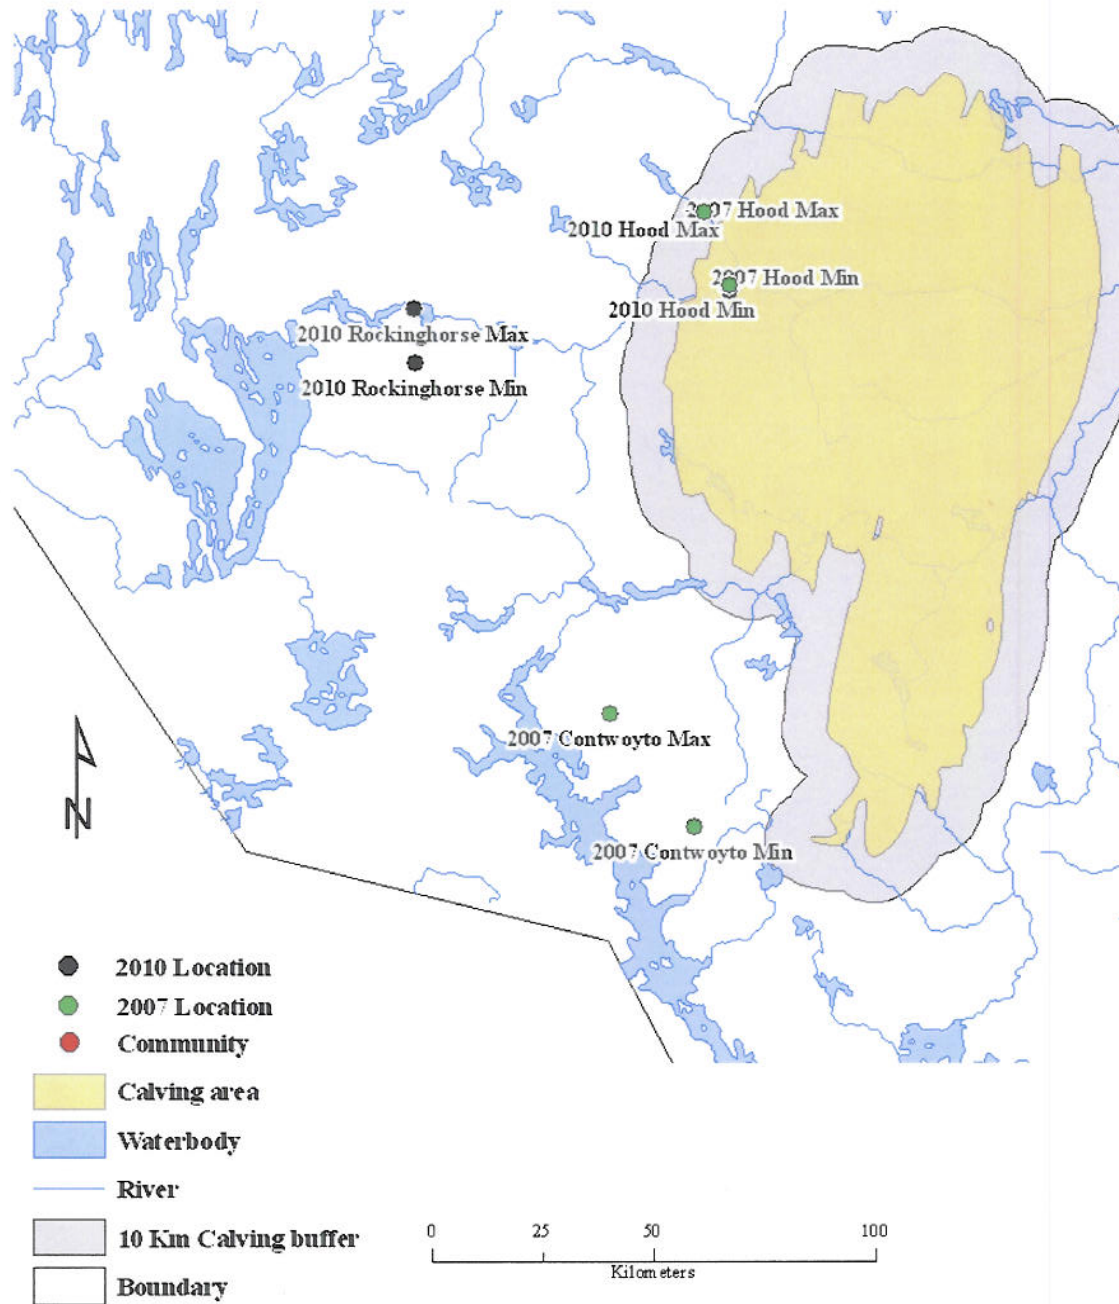 2007 Hood Max
2010 Hood Max
2007 Hood Min
2010 Hood Min
2010 Rockinghorse Max
2010 Rockinghorse Min
2007 Contwoyto Max
N
2007 Contwoyto Min
2010 Location
2007 Location
Community
Calving area
Waterbody
River
10 Km Calving buffer
Boundary
0 25 50 100
Kilometers